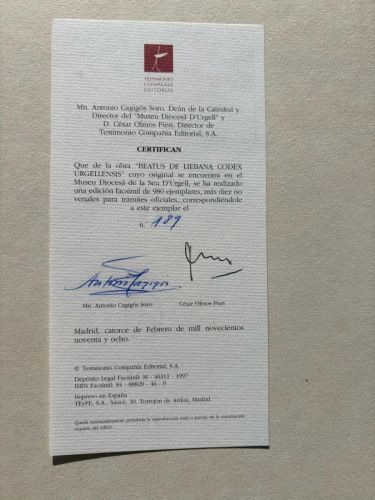 TESTIMONIO
COMPAÑÍA
EDITORIAL
Mn. Antonio Cagigós Soro, Deán de la Catedral y
Director del "Museu Diocesà D'Urgell" y
D. César Olmos Pieri, Director de
Testimonio Compañía Editorial, S.A.
CERTIFICAN
Que de la obra "BEATUS DE LIEBANA CODEX
URGELLENSIS" cuyo original se encuentra en el
Museu Diocesà de la Seu D'Urgell, se ha realizado
una edición facsímil de 980 ejemplares, más diez no
venales para trámites oficiales, correspondiéndole
a este ejemplar el
n. 189
Mn. Antonio Cagigós Soro César Olmos Pieri
Madrid, catorce de Febrero de mil novecientos
noventa y ocho.
© Testimonio Compañía Editorial, S.A.
Depósito Legal Facsímil: M - 36311 - 1997
ISBN Facsímil: 84 - 88829 - 46 - 9
Impreso en España
TEyPE, S.A., Sauce, 30. Torrejón de Ardoz, Madrid.
Queda terminantemente prohibida la reproducción total o parcial sin la autorización
expresa del editor.